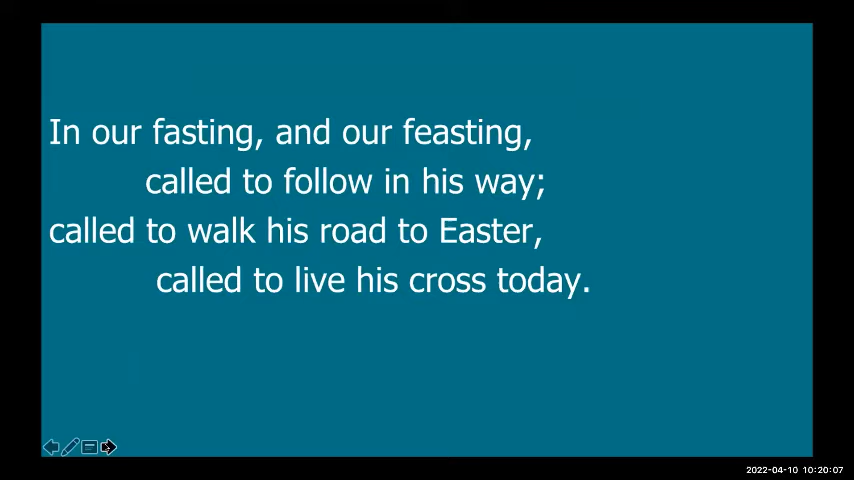 In our fasting, and our feasting,
called to follow in his way;
called to walk his road to Easter,
called to live his cross today.
2022-04-10 10:20:07